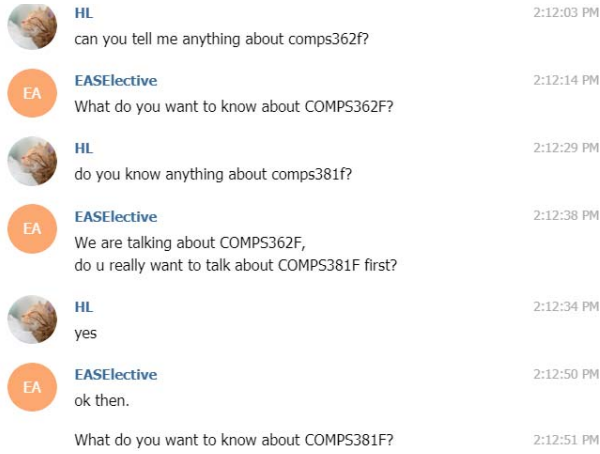 HL 2:12:03 PM
can you tell me anything about comps362f?
EA EASElective 2:12:14 PM
What do you want to know about COMPS362F?
HL 2:12:29 PM
do you know anything about comps381f?
EA EASElective 2:12:38 PM
We are talking about COMPS362F,
do u really want to talk about COMPS381F first?
HL 2:12:34 PM
yes
EA EASElective 2:12:50 PM
ok then.
What do you want to know about COMPS381F? 2:12:51 PM